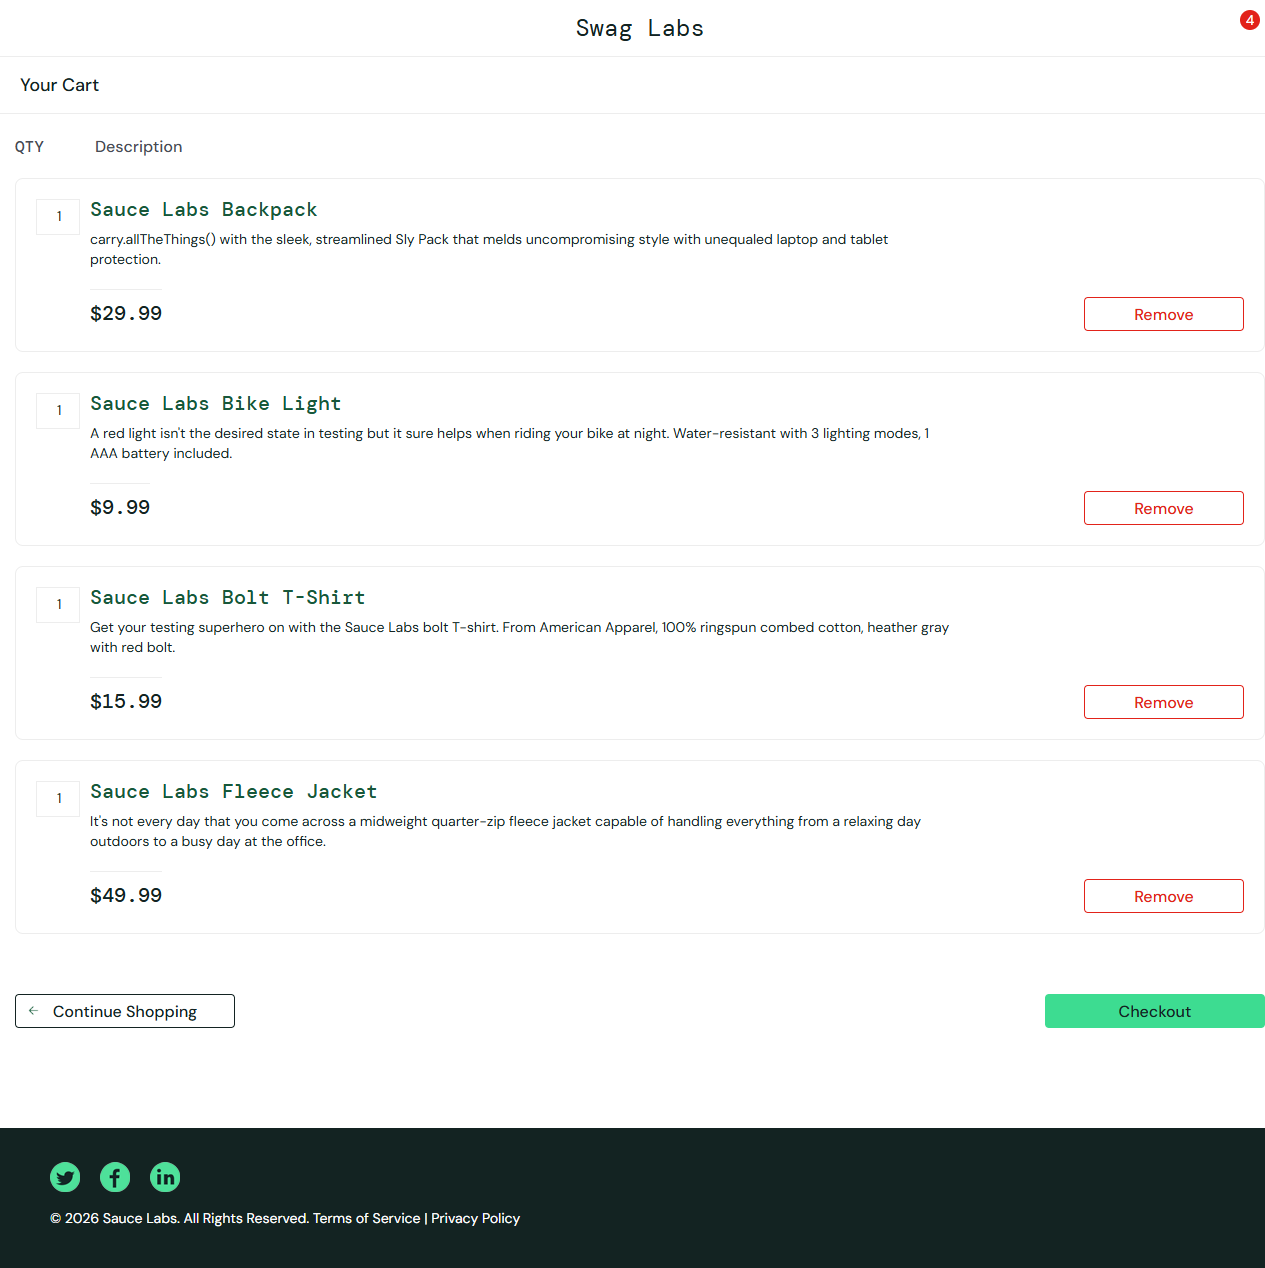 Swag Labs
4
Your Cart
QTY Description
1
Sauce Labs Backpack
carry.allTheThings() with the sleek, streamlined Sly Pack that melds uncompromising style with unequaled laptop and tablet
protection.
$29.99
Remove
1
Sauce Labs Bike Light
A red light isn't the desired state in testing but it sure helps when riding your bike at night. Water-resistant with 3 lighting modes, 1
AAA battery included.
$9.99
Remove
1
Sauce Labs Bolt T-Shirt
Get your testing superhero on with the Sauce Labs bolt T-shirt. From American Apparel, 100% ringspun combed cotton, heather gray
with red bolt.
$15.99
Remove
1
Sauce Labs Fleece Jacket
It's not every day that you come across a midweight quarter-zip fleece jacket capable of handling everything from a relaxing day
outdoors to a busy day at the office.
$49.99
Remove
Continue Shopping
Checkout
© 2026 Sauce Labs. All Rights Reserved. Terms of Service | Privacy Policy